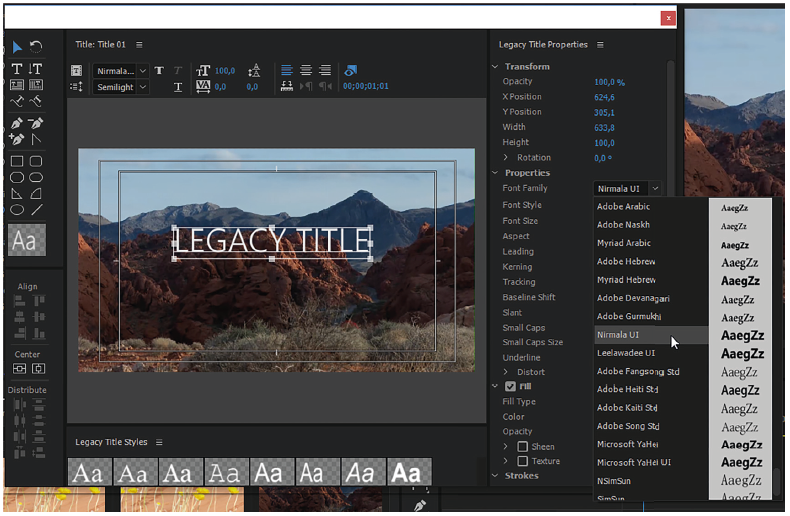 Title: Title 01
Nirmala...
100,0
Semilight
0,0
0,0
00;00;01;01
LEGACY TITLE
Aa
Align
Center
Distribute
Legacy Title Styles
Aa Aa Aa Aa Aa Aa Aa Aa
Legacy Title Properties
Transform
Opacity 100,0 %
X Position 624,6
Y Position 305,1
Width 633,8
Height 100,0
Rotation 0,0 °
Properties
Font Family Nirmala UI
Font Style
Font Size
Aspect
Leading
Kerning
Tracking
Baseline Shift
Slant
Small Caps
Small Caps Size
Underline
Distort
Fill
Fill Type
Color
Opacity
Sheen
Texture
Strokes
Adobe Arabic AaegZz
Adobe Naskh AaegZz
Myriad Arabic AaegZz
Adobe Hebrew AaegZz
Myriad Hebrew AaegZz
Adobe Devanagari AaegZz
Adobe Gurmukhi AaegZz
Nirmala UI AaegZz
Leelawadee UI AaegZz
Adobe Fangsong Std AaegZz
Adobe Heiti Std AaegZz
Adobe Kaiti Std AaegZz
Adobe Song Std AaegZz
Microsoft YaHei AaegZz
Microsoft YaHei UI AaegZz
NSimSun AaegZz
SimSun AaegZz